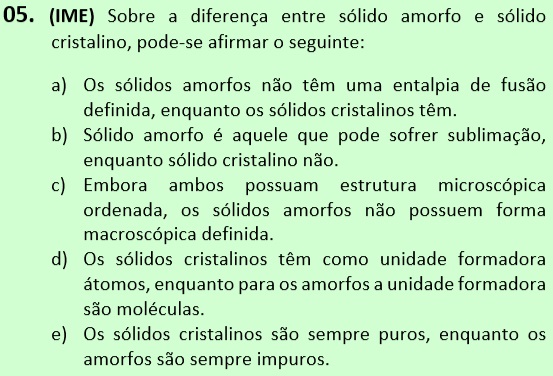 05. (IME) Sobre a diferença entre sólido amorfo e sólido
cristalino, pode-se afirmar o seguinte:
a) Os sólidos amorfos não têm uma entalpia de fusão
definida, enquanto os sólidos cristalinos têm.
b) Sólido amorfo é aquele que pode sofrer sublimação,
enquanto sólido cristalino não.
c) Embora ambos possuam estrutura microscópica
ordenada, os sólidos amorfos não possuem forma
macroscópica definida.
d) Os sólidos cristalinos têm como unidade formadora
átomos, enquanto para os amorfos a unidade formadora
são moléculas.
e) Os sólidos cristalinos são sempre puros, enquanto os
amorfos são sempre impuros.